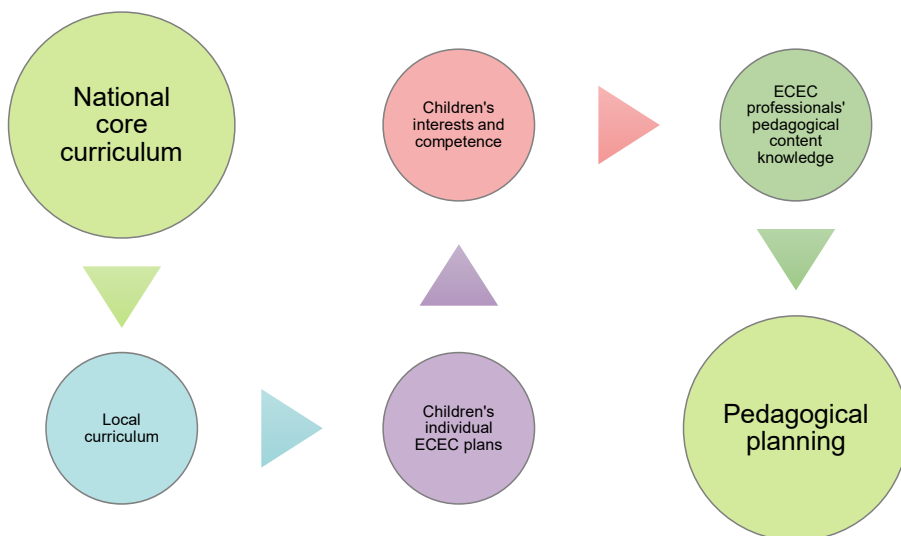 National
core
curriculum
Local
curriculum
Children's
individual
ECEC plans
Children's
interests and
competence
ECEC
professionals'
pedagogical
content
knowledge
Pedagogical
planning